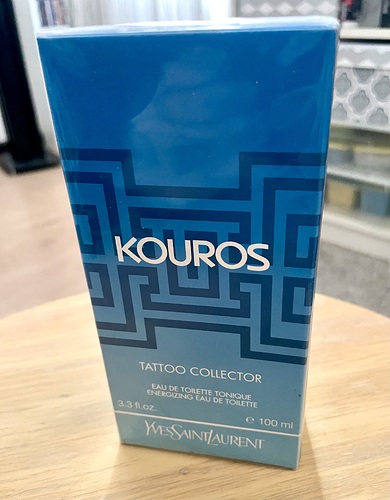 KOUROS
TATTOO COLLECTOR
EAU DE TOILETTE TONIQUE
ENERGIZING EAU DE TOILETTE
3.3 fl.oz. ℮ 100 ml
YVESSAINTLAURENT